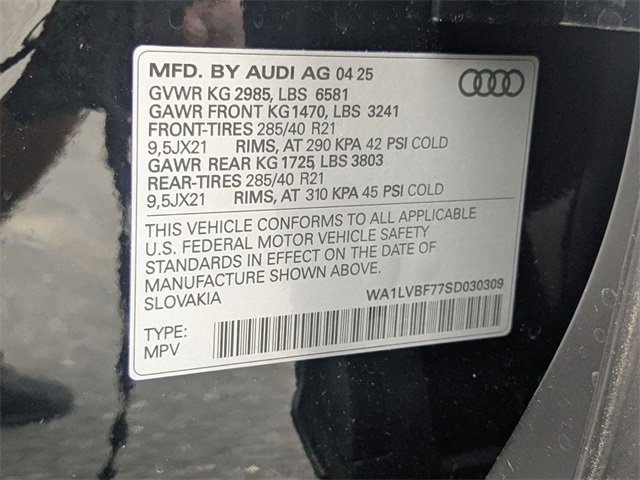 MFD. BY AUDI AG 04 25
GVWR KG 2985, LBS 6581
GAWR FRONT KG 1470, LBS 3241
FRONT-TIRES 285/40 R21
9,5JX21 RIMS, AT 290 KPA 42 PSI COLD
GAWR REAR KG 1725 LBS 3803
REAR-TIRES 285/40 R21
9,5JX21 RIMS, AT 310 KPA 45 PSI COLD
THIS VEHICLE CONFORMS TO ALL APPLICABLE
U.S. FEDERAL MOTOR VEHICLE SAFETY
STANDARDS IN EFFECT ON THE DATE OF
MANUFACTURE SHOWN ABOVE.
SLOVAKIA WA1LVBF77SD030309
TYPE:
MPV